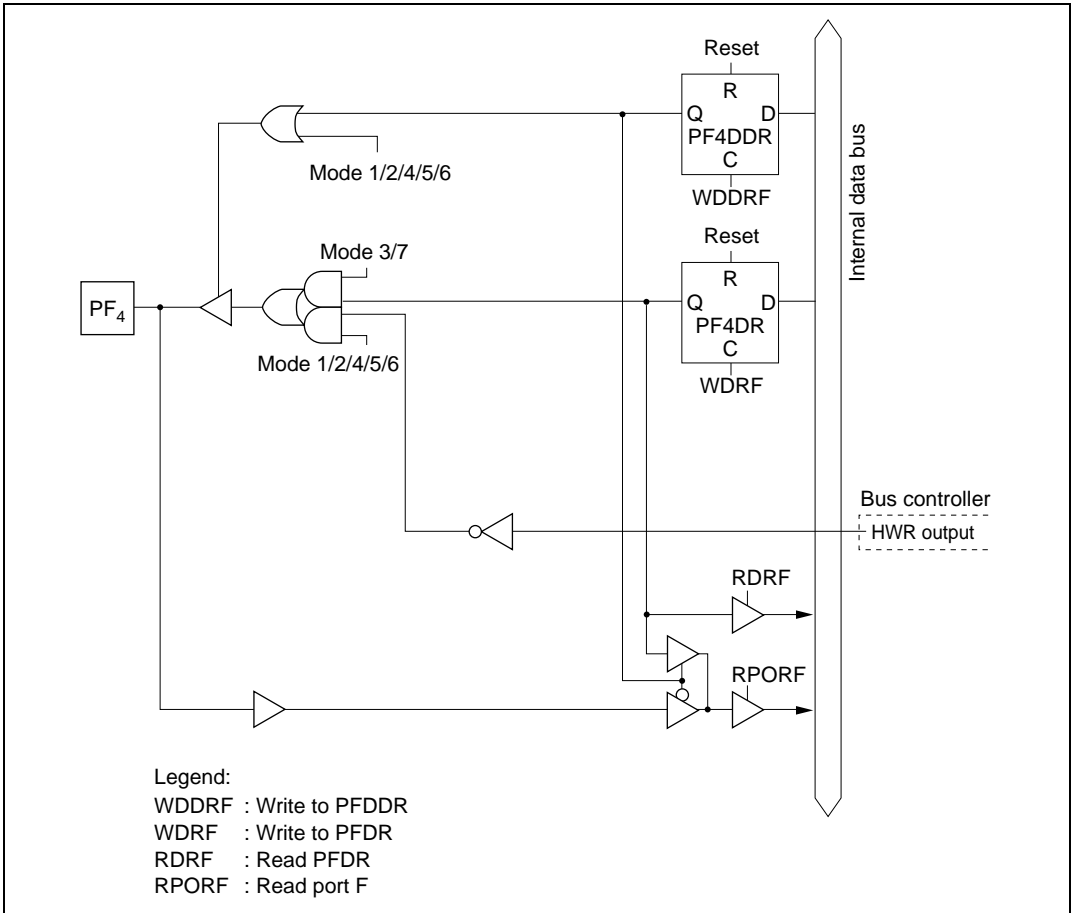 Reset
R
Q D
PF4DDR
C
WDDRF
Mode 1/2/4/5/6
Internal data bus
Reset
R
Q D
PF4DR
C
WDRF
Mode 3/7
PF4
Mode 1/2/4/5/6
Bus controller
HWR output
RDRF
RPORF
Legend:
WDDRF : Write to PFDDR
WDRF : Write to PFDR
RDRF : Read PFDR
RPORF : Read port F